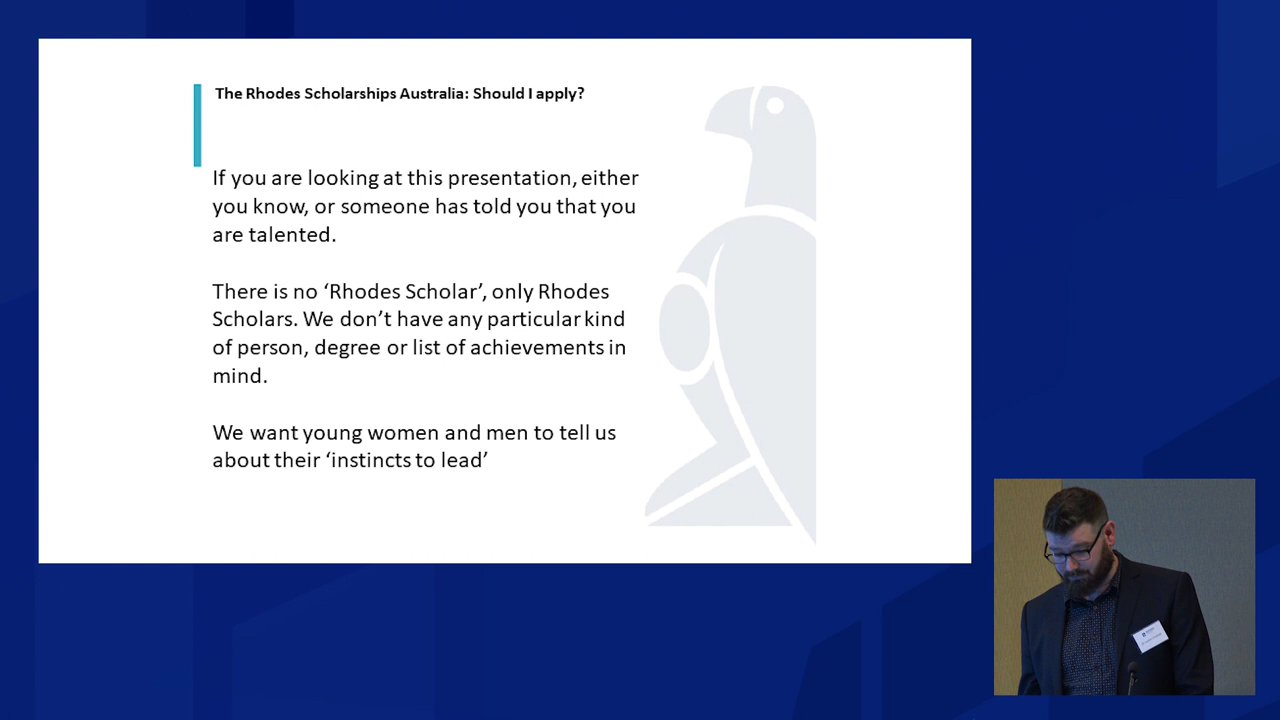 The Rhodes Scholarships Australia: Should I apply?
If you are looking at this presentation, either
you know, or someone has told you that you
are talented.
There is no ‘Rhodes Scholar’, only Rhodes
Scholars. We don’t have any particular kind
of person, degree or list of achievements in
mind.
We want young women and men to tell us
about their ‘instincts to lead’